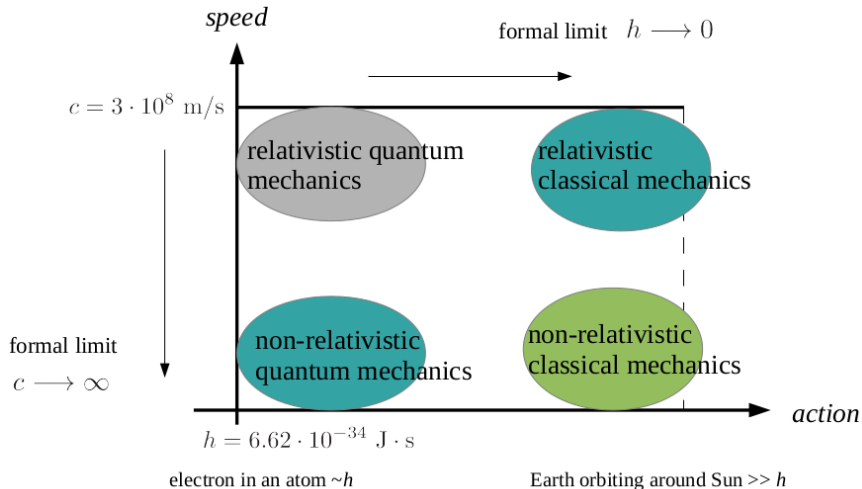 speed
formal limit h ⟶ 0
c = 3 · 10⁸ m/s
relativistic quantum
mechanics
relativistic
classical mechanics
formal limit
c ⟶ ∞
non-relativistic
quantum mechanics
non-relativistic
classical mechanics
action
h = 6.62 · 10⁻³⁴ J · s
electron in an atom ~h
Earth orbiting around Sun >> h